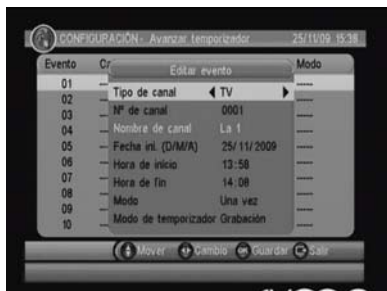 CONFIGURACIÓN - Avanzar temporizador 25/11/09 15:38
Evento Modo
Editar evento
01 -----
Tipo de canal TV
02 -----
Nº de canal 0001
03 -----
Nombre de canal La 1
04 -----
Fecha ini. (D/M/A) 25/11/2009
05 -----
Hora de inicio 13:58
06 -----
Hora de fin 14:08
07 -----
Modo Una vez
08 -----
Modo de temporizador Grabación
09 -----
10 -----
Mover Cambio OK Guardar Salir